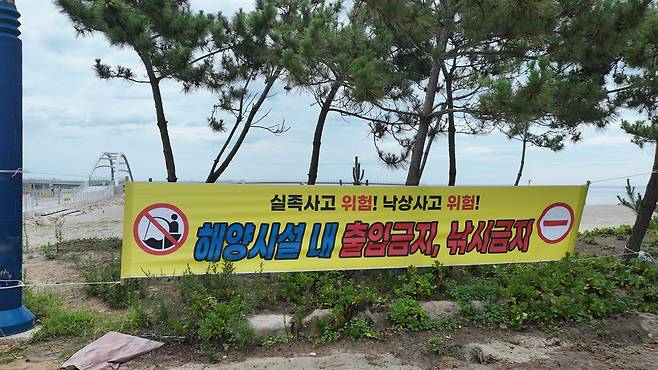 실족사고 위험! 낙상사고 위험!
해양시설 내 출입금지, 낚시금지